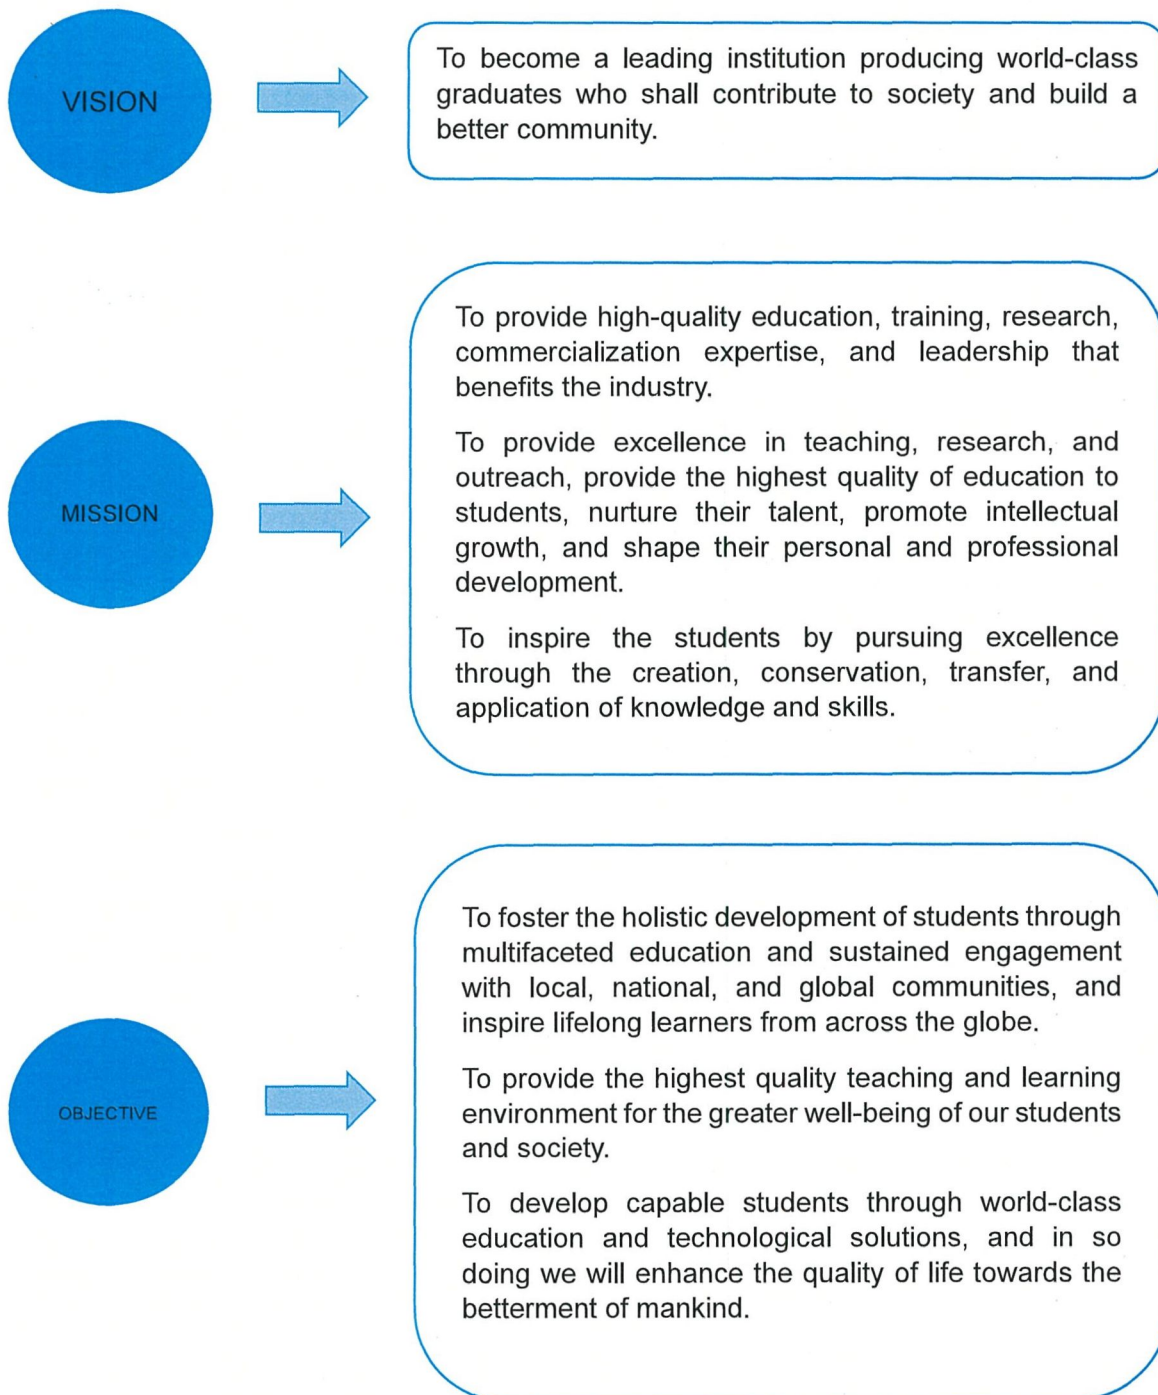 VISION
To become a leading institution producing world-class
graduates who shall contribute to society and build a
better community.
MISSION
To provide high-quality education, training, research,
commercialization expertise, and leadership that
benefits the industry.
To provide excellence in teaching, research, and
outreach, provide the highest quality of education to
students, nurture their talent, promote intellectual
growth, and shape their personal and professional
development.
To inspire the students by pursuing excellence
through the creation, conservation, transfer, and
application of knowledge and skills.
OBJECTIVE
To foster the holistic development of students through
multifaceted education and sustained engagement
with local, national, and global communities, and
inspire lifelong learners from across the globe.
To provide the highest quality teaching and learning
environment for the greater well-being of our students
and society.
To develop capable students through world-class
education and technological solutions, and in so
doing we will enhance the quality of life towards the
betterment of mankind.